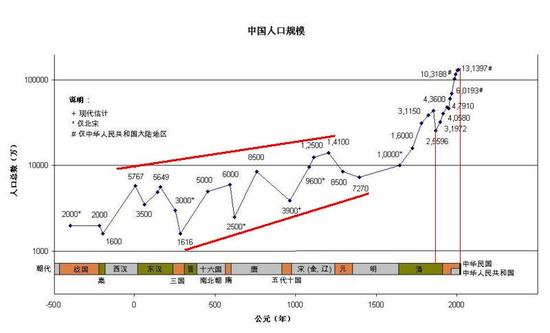 中国人口规模
人口总数（万）
100000
10000
1000
说明：
+ 现代估计
* 仅北宋
# 仅中华人民共和国大陆地区
2000*
2000
1600
5767
3500
5649
3000*
1616
5000
6000
2500*
8500
3900*
9600*
1,2500
1,4100
8500
7270
1,0000*
1,6000
3,1150
4,3600
2,5596
3,1972
4,0580
4,7910
6,0193#
10,3188#
13,1397#
朝代
战国
秦
西汉
东汉
三国
晋
十六国
南北朝
隋
唐
五代十国
宋（金,辽）
元
明
清
中华民国
中华人民共和国
-500
0
500
1000
1500
2000
公元（年）